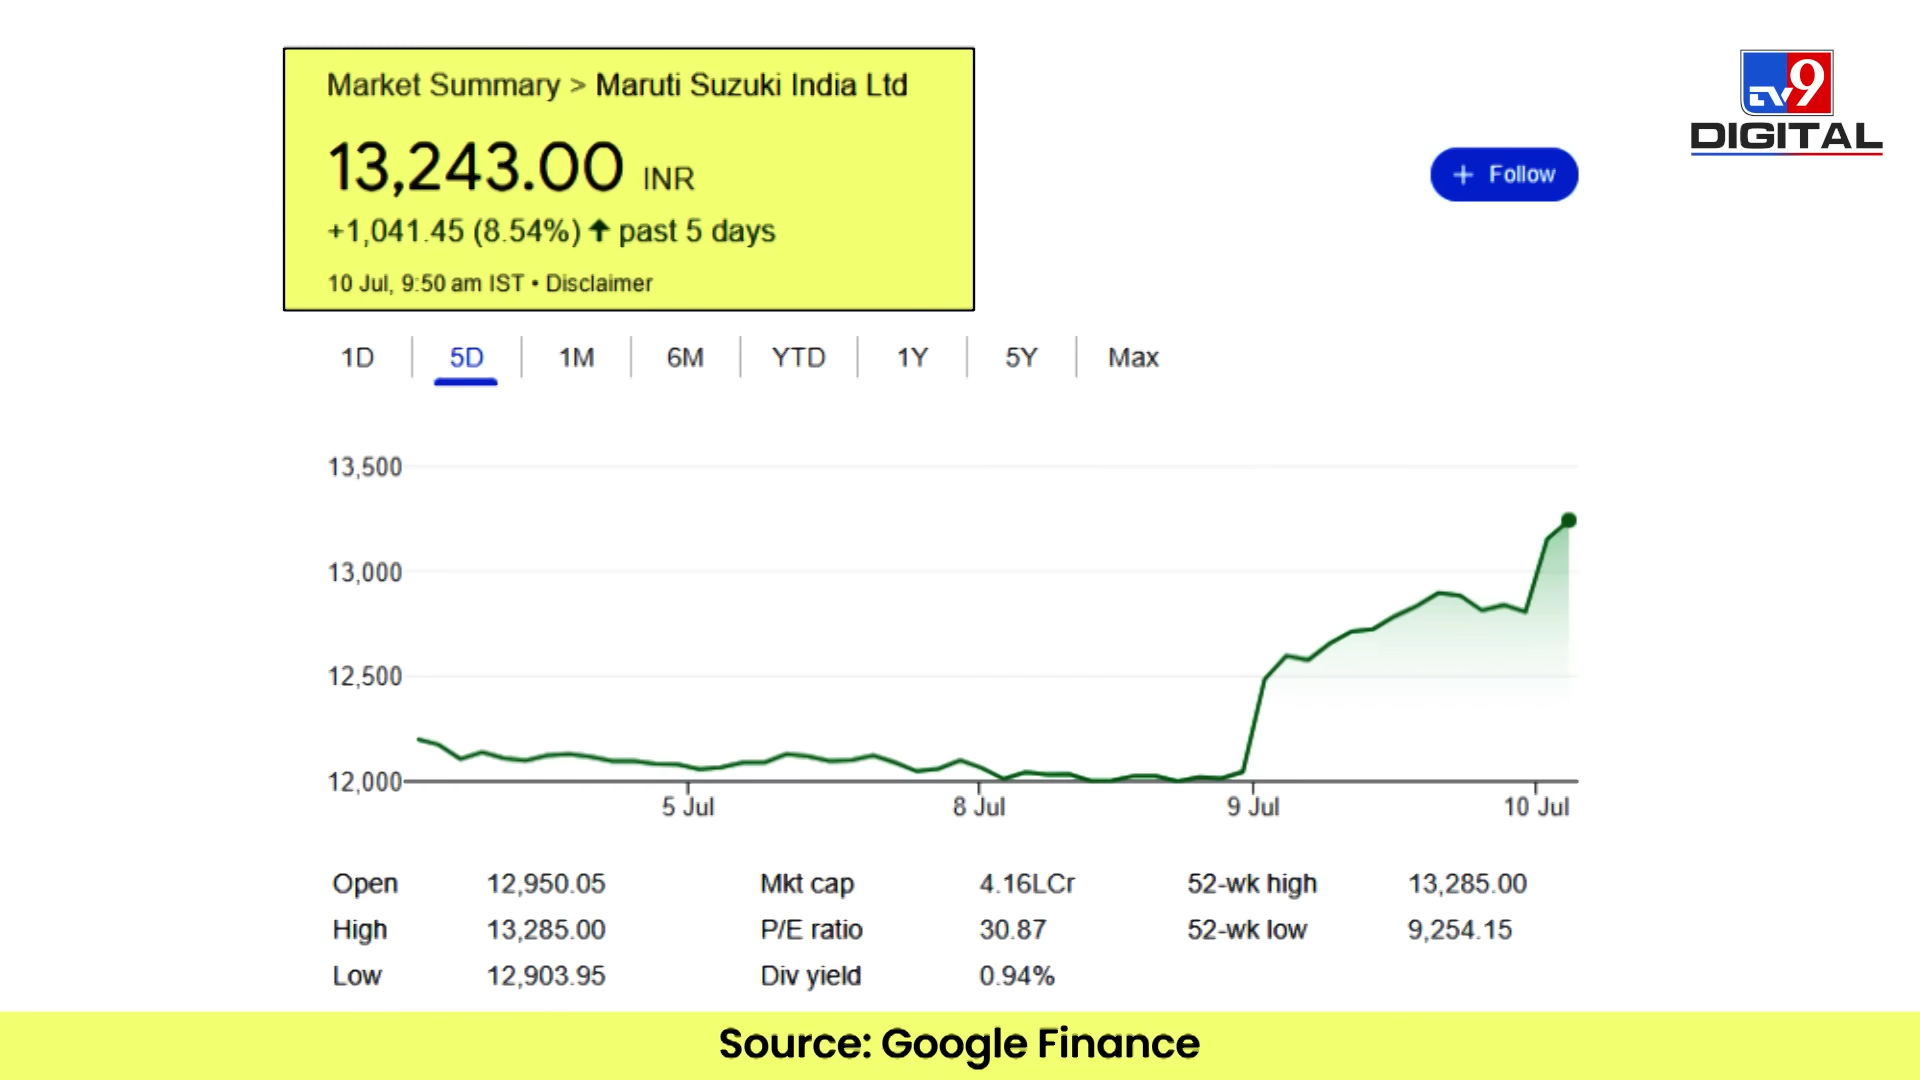 Market Summary > Maruti Suzuki India Ltd
13,243.00 INR
+1,041.45 (8.54%) ↑ past 5 days
10 Jul, 9:50 am IST • Disclaimer
TV9
DIGITAL
+ Follow
1D 5D 1M 6M YTD 1Y 5Y Max
13,500
13,000
12,500
12,000
5 Jul 8 Jul 9 Jul 10 Jul
Open 12,950.05 Mkt cap 4.16LCr 52-wk high 13,285.00
High 13,285.00 P/E ratio 30.87 52-wk low 9,254.15
Low 12,903.95 Div yield 0.94%
Source: Google Finance